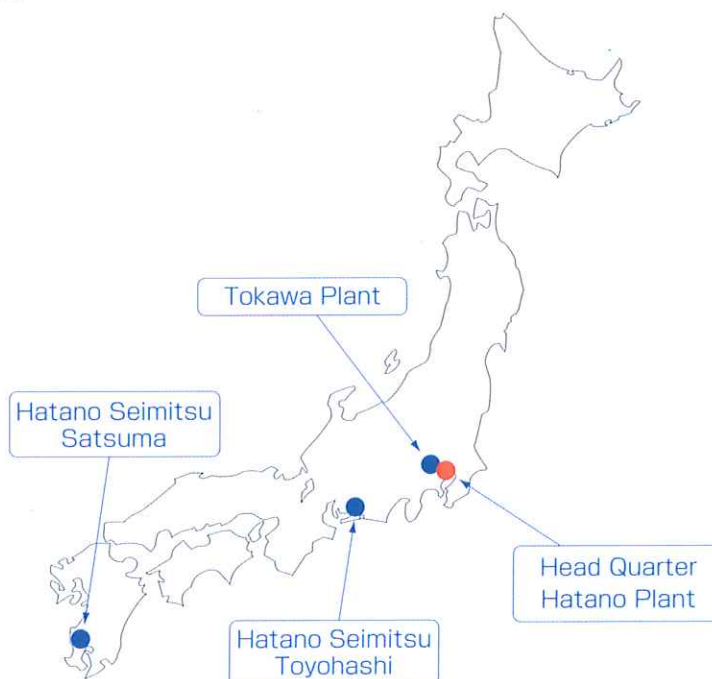 Tokawa Plant
Hatano Seimitsu
Satsuma
Head Quarter
Hatano Plant
Hatano Seimitsu
Toyohashi